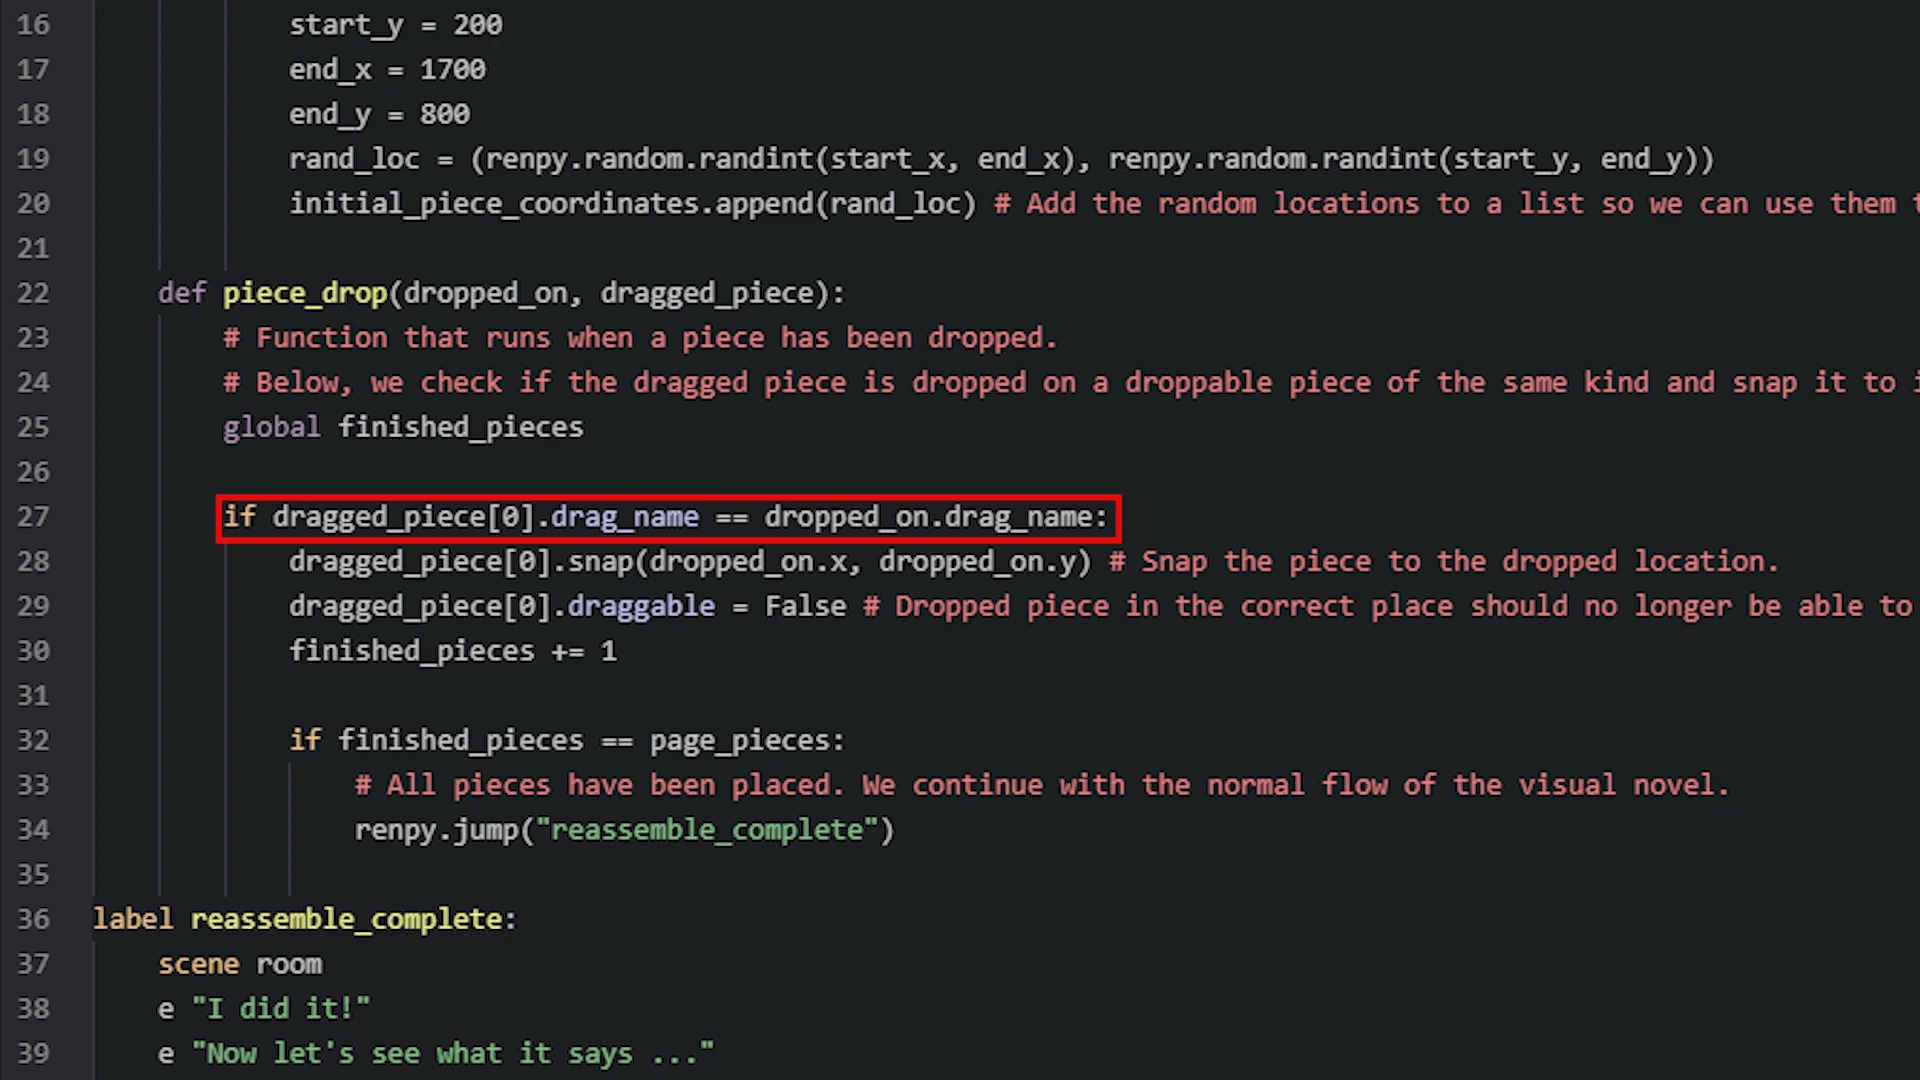 16 start_y = 200
17 end_x = 1700
18 end_y = 800
19 rand_loc = (renpy.random.randint(start_x, end_x), renpy.random.randint(start_y, end_y))
20 initial_piece_coordinates.append(rand_loc) # Add the random locations to a list so we can use them
21
22 def piece_drop(dropped_on, dragged_piece):
23 # Function that runs when a piece has been dropped.
24 # Below, we check if the dragged piece is dropped on a droppable piece of the same kind and snap it to
25 global finished_pieces
26
27 if dragged_piece[0].drag_name == dropped_on.drag_name:
28 dragged_piece[0].snap(dropped_on.x, dropped_on.y) # Snap the piece to the dropped location.
29 dragged_piece[0].draggable = False # Dropped piece in the correct place should no longer be able to
30 finished_pieces += 1
31
32 if finished_pieces == page_pieces:
33 # All pieces have been placed. We continue with the normal flow of the visual novel.
34 renpy.jump("reassemble_complete")
35
36 label reassemble_complete:
37 scene room
38 e "I did it!"
39 e "Now let's see what it says ..."